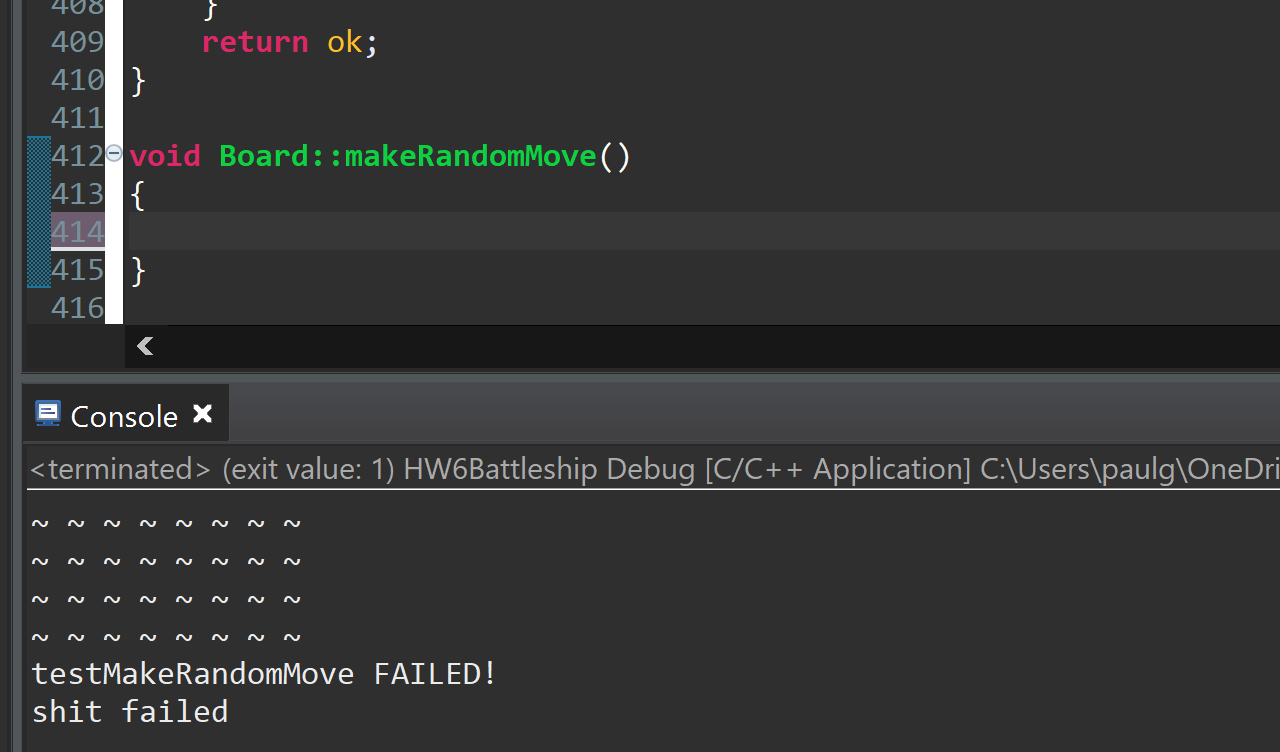 408        }
409    return ok;
410 }
411
412 void Board::makeRandomMove()
413 {
414
415 }
416
Console
<terminated> (exit value: 1) HW6Battleship Debug [C/C++ Application] C:\Users\paulg\OneDri
~ ~ ~ ~ ~ ~ ~ ~
~ ~ ~ ~ ~ ~ ~ ~
~ ~ ~ ~ ~ ~ ~ ~
~ ~ ~ ~ ~ ~ ~ ~
testMakeRandomMove FAILED!
shit failed